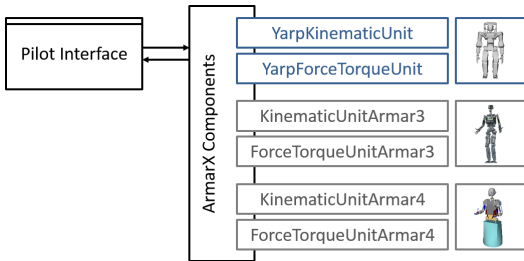 Pilot Interface
ArmarX Components
YarpKinematicUnit
YarpForceTorqueUnit
KinematicUnitArmar3
ForceTorqueUnitArmar3
KinematicUnitArmar4
ForceTorqueUnitArmar4